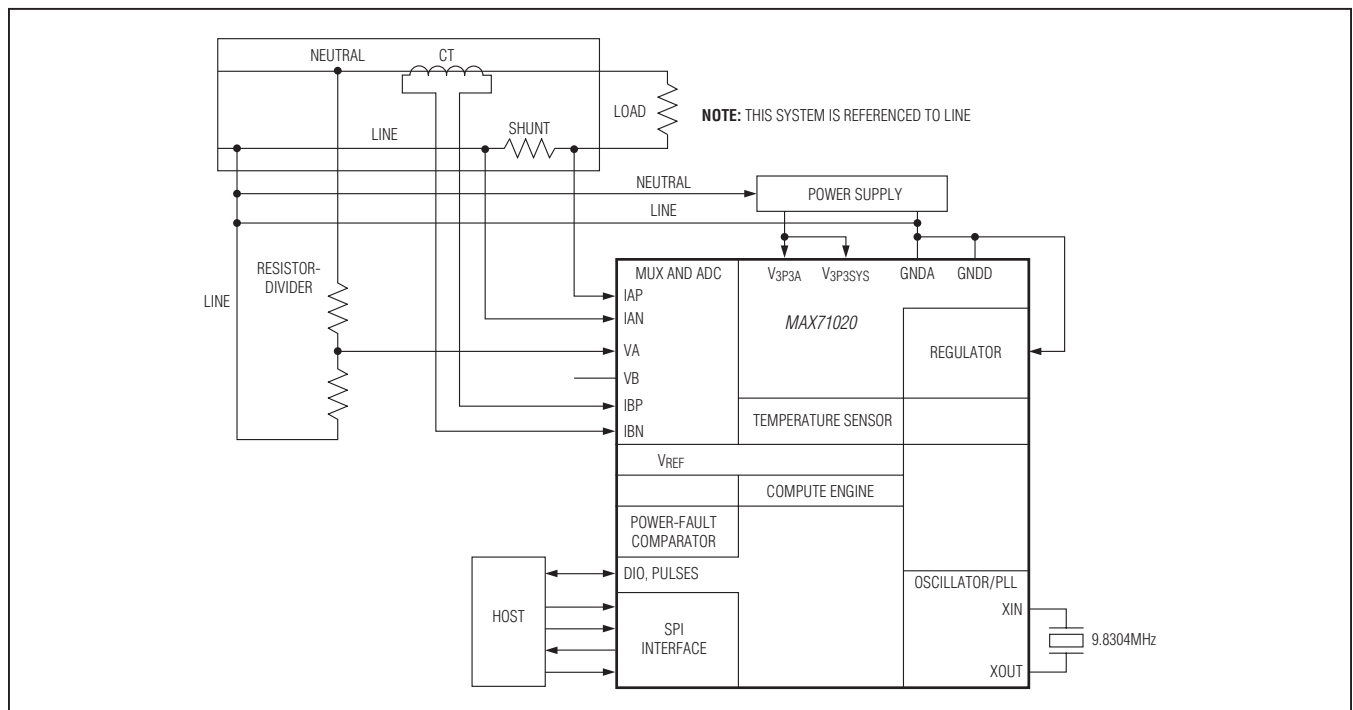 NEUTRAL
CT
LOAD
NOTE: THIS SYSTEM IS REFERENCED TO LINE
LINE
SHUNT
NEUTRAL
POWER SUPPLY
LINE
RESISTOR-
DIVIDER
LINE
MUX AND ADC
V3P3A
V3P3SYS
GNDA
GNDD
IAP
IAN
MAX71020
VA
REGULATOR
VB
IBP
TEMPERATURE SENSOR
IBN
VREF
COMPUTE ENGINE
POWER-FAULT
COMPARATOR
DIO, PULSES
OSCILLATOR/PLL
HOST
XIN
SPI
INTERFACE
9.8304MHz
XOUT